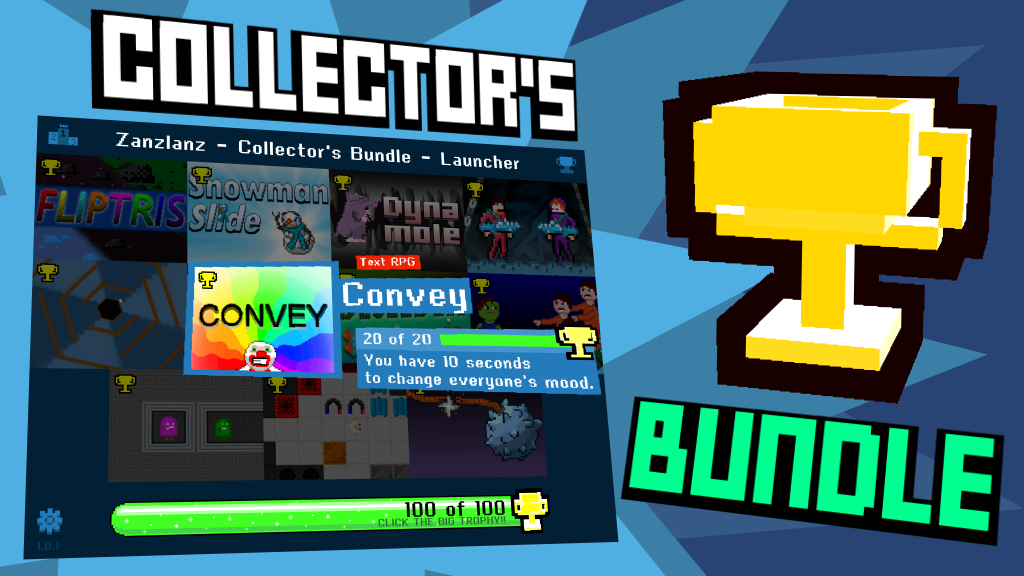 COLLECTOR'S
Zanzlanz - Collector's Bundle - Launcher
FLIPTRIS
Snowman
Slide
Dyna
mole
Text RPG
CONVEY
Convey
20 of 20
You have 10 seconds
to change everyone's mood.
100 of 100
CLICK THE BIG TROPHY!!
1.0.1
BUNDLE